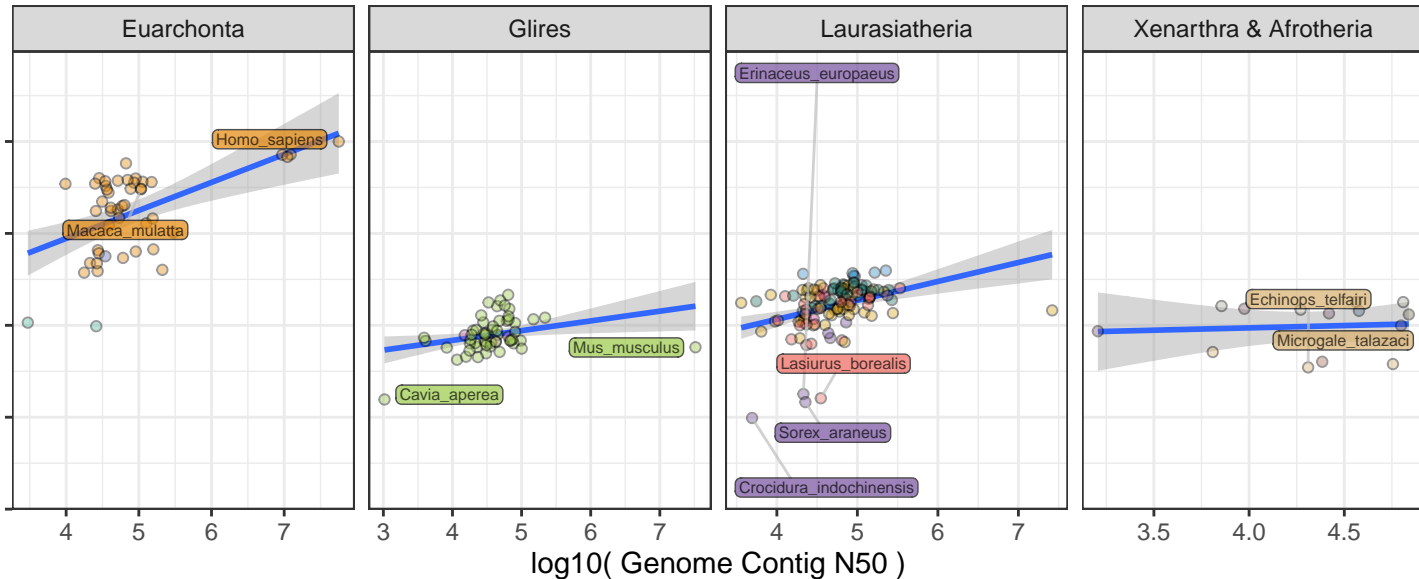 Euarchonta
Glires
Laurasiatheria
Xenarthra & Afrotheria
Erinaceus_europaeus
Homo_sapiens
Macaca_mulatta
Echinops_telfairi
Microgale_talazaci
Mus_musculus
Lasiurus_borealis
Cavia_aperea
Sorex_araneus
Crocidura_indochinensis
4 5 6 7
3 4 5 6 7
4 5 6 7
3.5 4.0 4.5
log10( Genome Contig N50 )